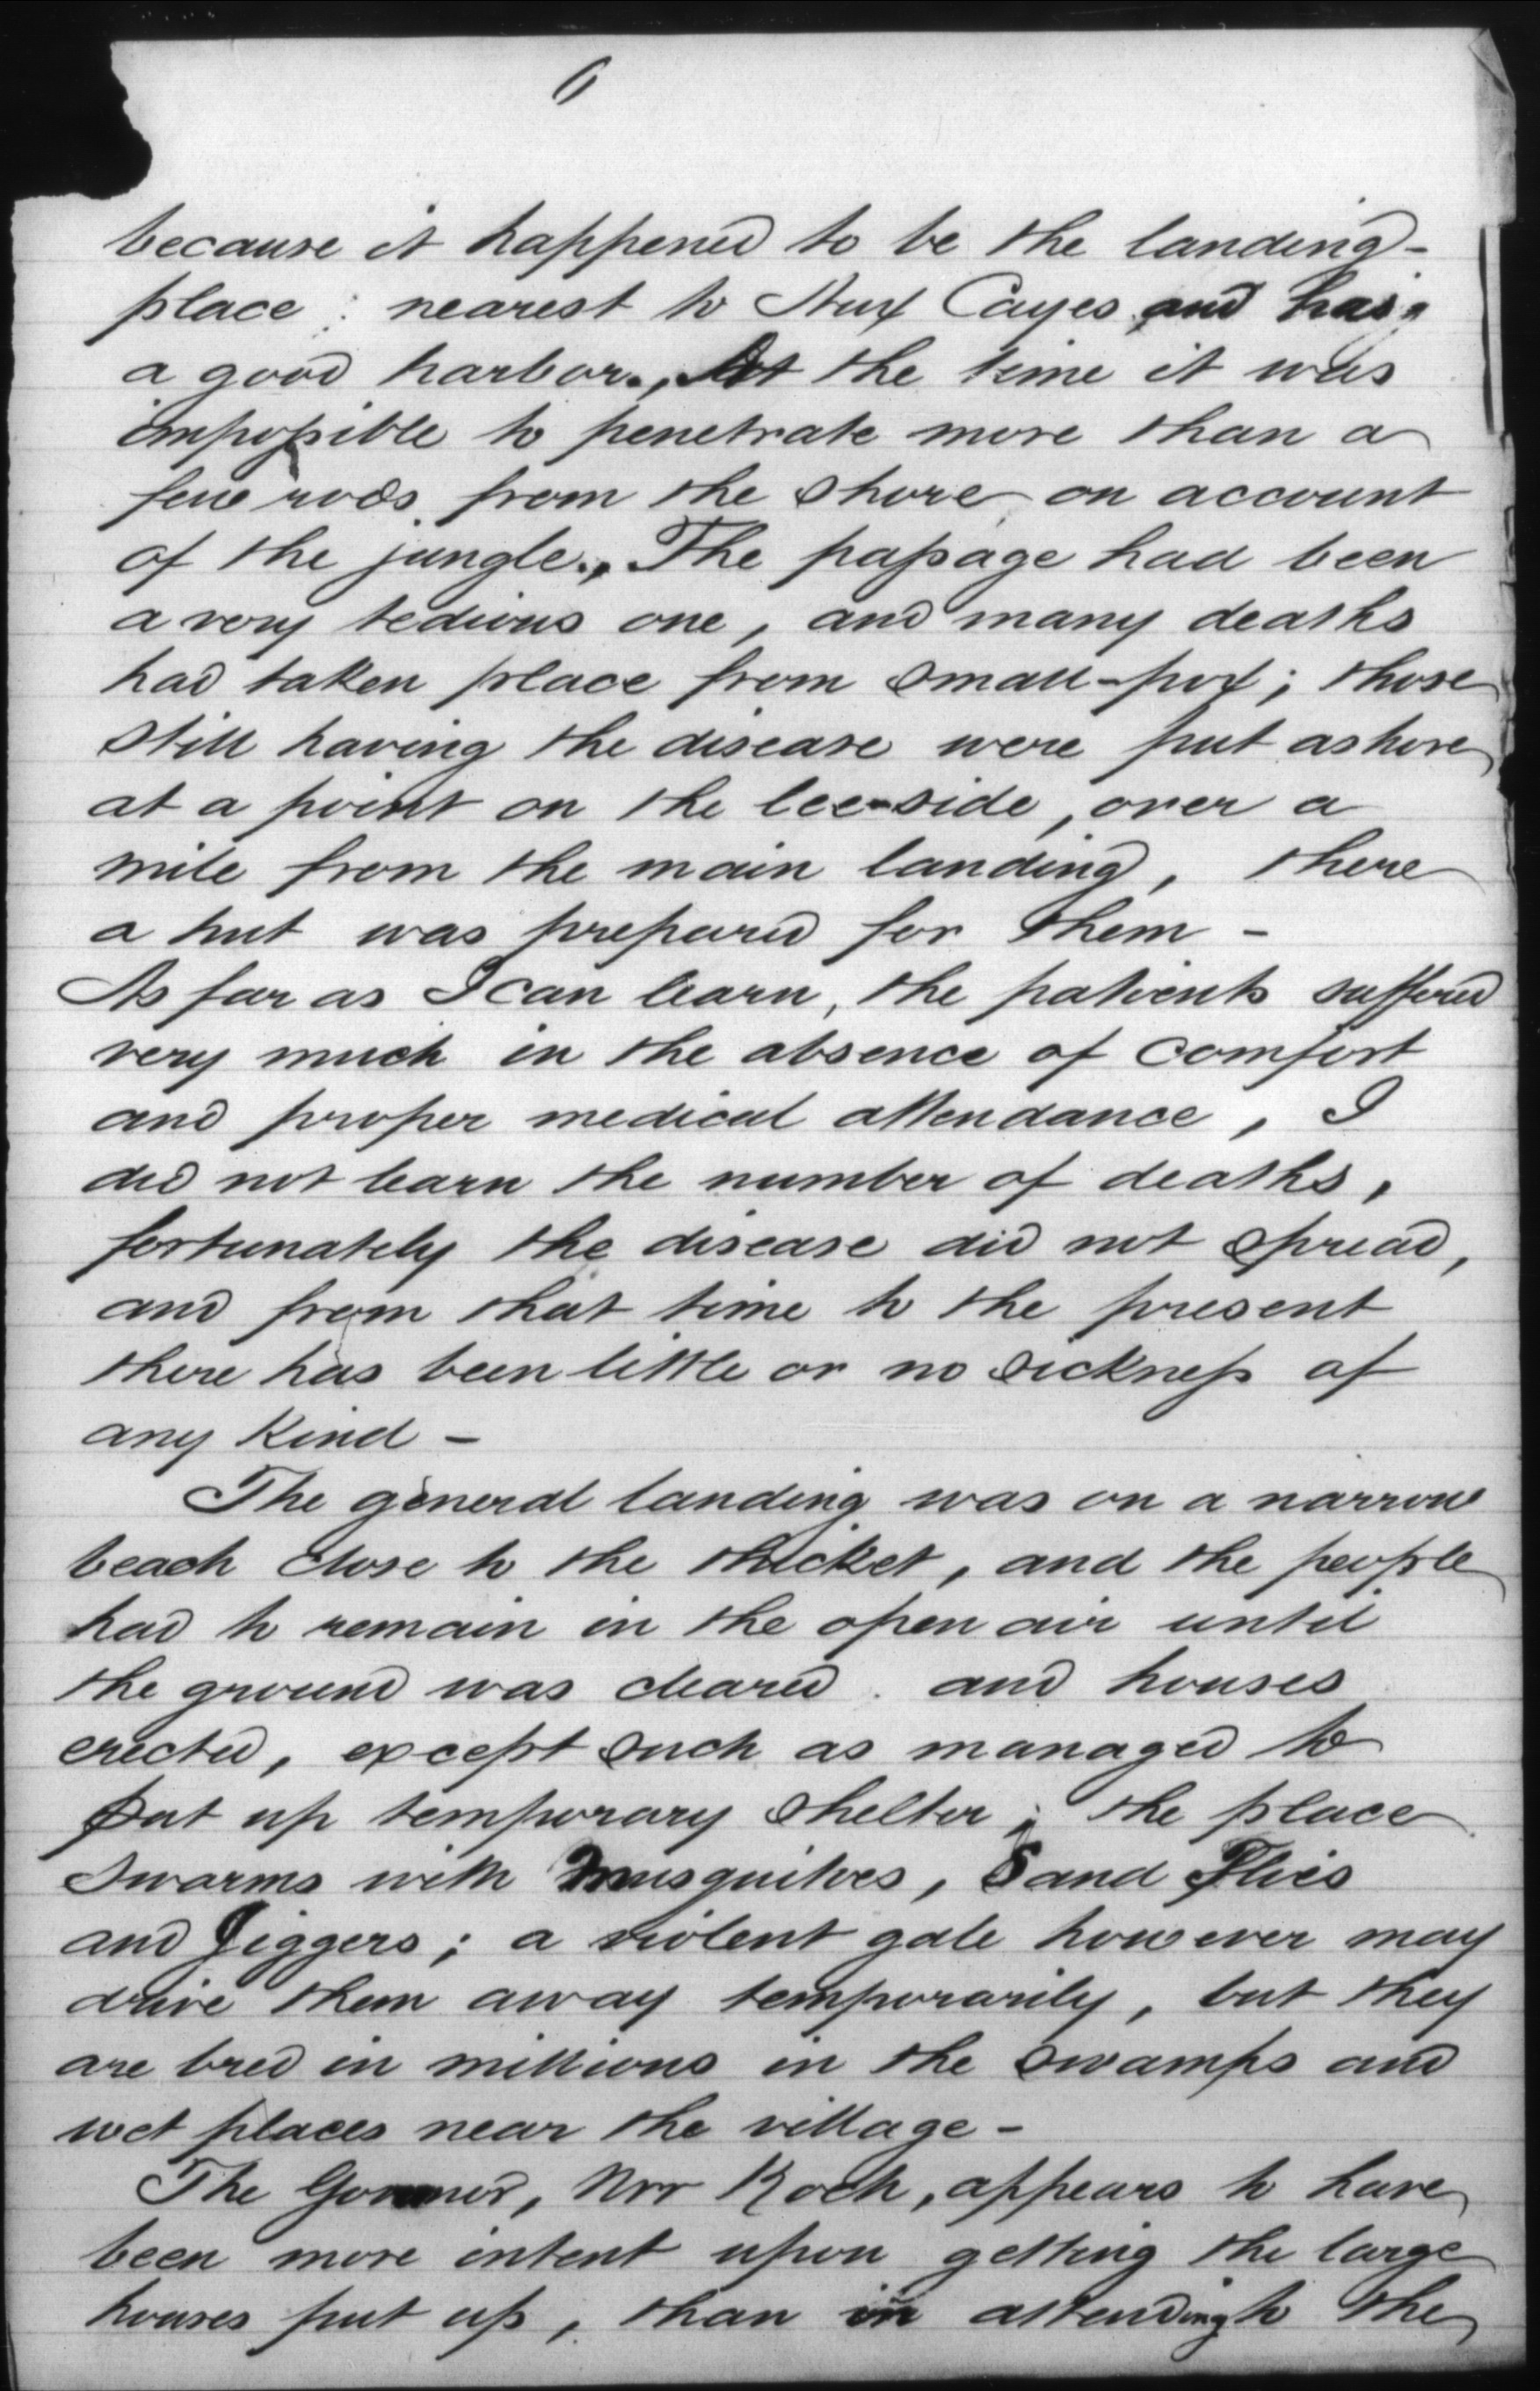 6
because it happened to be the landing-
place : nearest to Aux Cayes and has
a good harbor., At the time it was
impossible to penetrate more than a
few rods from the shore on account
of the jungle., The passage had been
a very tedious one, and many deaths
had taken place from small-pox; those
still having the disease were put ashore
at a point on the lee-side, over a
mile from the main landing, there
a hut was prepared for them -
As far as I can learn, the patients suffered
very much in the absence of comfort
and proper medical attendance, I
did not learn the number of deaths,
fortunately the disease did not spread,
and from that time to the present
there has been little or no sickness of
any kind -
The general landing was on a narrow
beach close to the thicket, and the people
had to remain in the open air until
the ground was cleared . and houses
erected, except such as managed to
put up temporary shelter ; the place
swarms with Musquitoes, Sand Flies
and Jiggers; a violent gale however may
drive them away temporarily, but they
are bred in millions in the swamps and
wet places near the village -
The Governor, Mr Kock, appears to have
been more intent upon getting the large
houses put up, than in attending to the